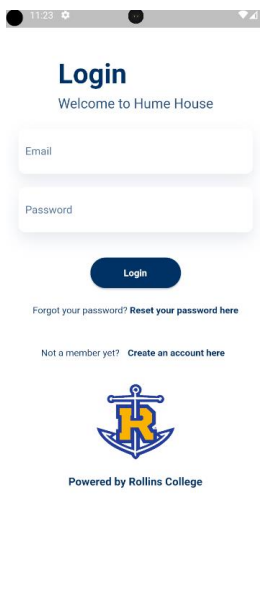 11:23
Login
Welcome to Hume House
Email
Password
Login
Forgot your password? Reset your password here
Not a member yet? Create an account here
R
Powered by Rollins College